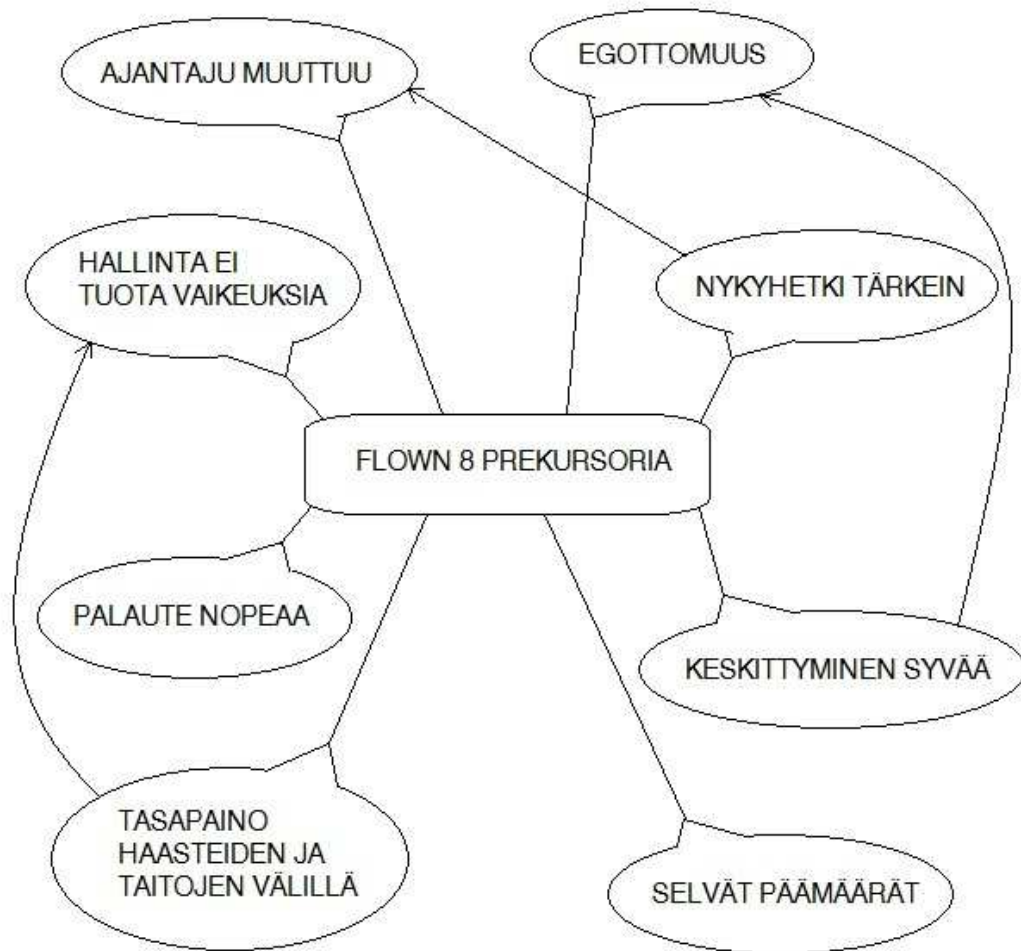 AJANTAJU MUUTTUU
EGOTTOMUUS
HALLINTA EI
TUOTA VAIKEUKSIA
NYKYHETKI TÄRKEIN
FLOWN 8 PREKURSORIA
PALAUTE NOPEAA
KESKITTYMINEN SYVÄÄ
TASAPAINO
HAASTEIDEN JA
TAITOJEN VÄLILLÄ
SELVÄT PÄÄMÄÄRÄT